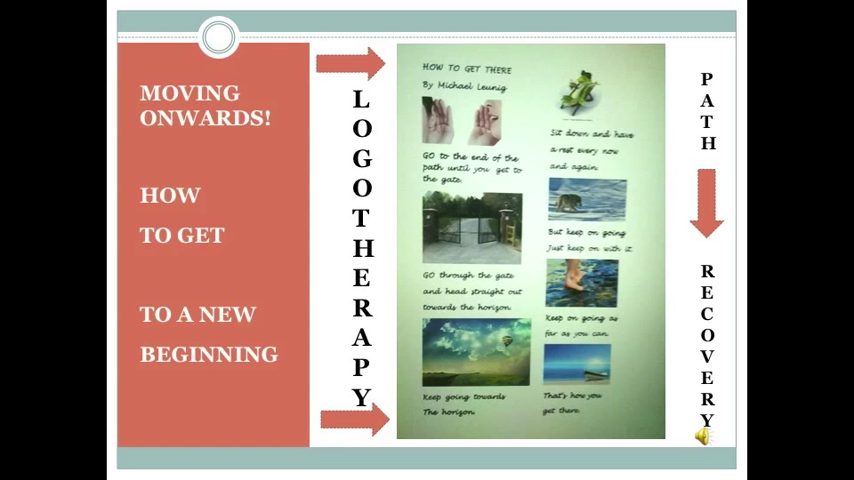 MOVING
ONWARDS!
HOW
TO GET
TO A NEW
BEGINNING
LOGOTHERAPY
HOW TO GET THERE
By Michael Leunig
GO to the end of the
path until you get to
the gate.
GO through the gate
and head straight out
towards the horizon.
Keep going towards
The horizon.
Sit down and have
a rest every now
and again.
But keep on going
Just keep on with it.
Keep on going as
far as you can.
That's how you
get there.
PATH
RECOVERY